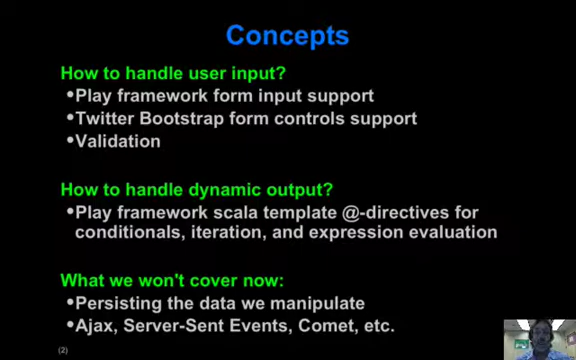 Concepts
How to handle user input?
•Play framework form input support
•Twitter Bootstrap form controls support
•Validation
How to handle dynamic output?
•Play framework scala template @-directives for
conditionals, iteration, and expression evaluation
What we won't cover now:
•Persisting the data we manipulate
•Ajax, Server-Sent Events, Comet, etc.
(2)